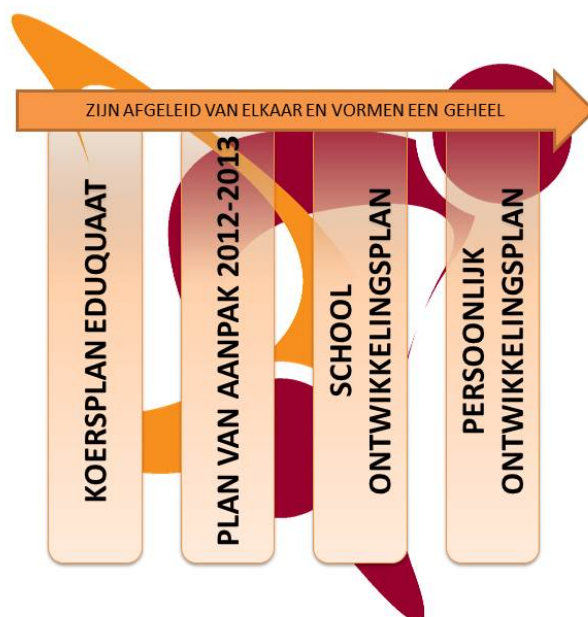 ZIJN AFGELEID VAN ELKAAR EN VORMEN EEN GEHEEL
KOERSPLAN EDUQUAAT
PLAN VAN AANPAK 2012-2013
SCHOOL
ONTWIKKELINGSPLAN
PERSOONLIJK
ONTWIKKELINGSPLAN